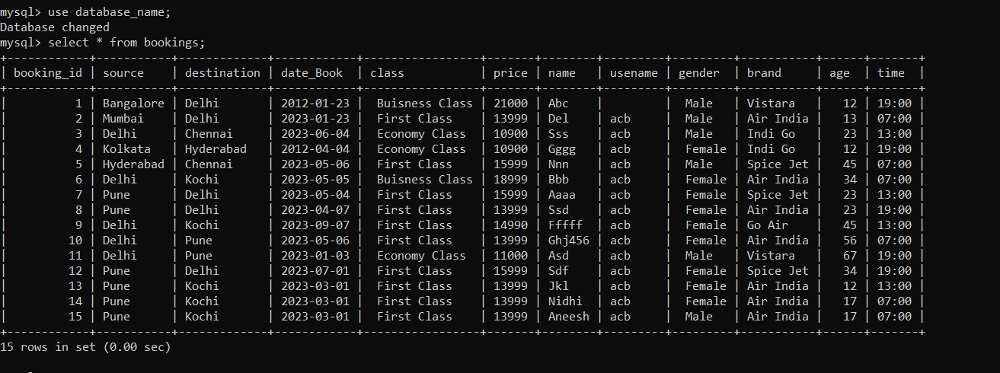 mysql> use database_name;
Database changed
mysql> select * from bookings;
+------------+-----------+-------------+------------+-----------------+-------+--------+---------+---------+-----------+------+-------+
| booking_id | source    | destination | date_Book  | class           | price | name   | usename | gender  | brand     | age  | time  |
+------------+-----------+-------------+------------+-----------------+-------+--------+---------+---------+-----------+------+-------+
|          1 | Bangalore | Delhi       | 2012-01-23 |  Buisness Class | 21000 | Abc    |         |  Male   | Vistara   |   12 | 19:00 |
|          2 | Mumbai    | Delhi       | 2023-01-23 |  First Class    | 13999 | Del    | acb     |  Male   | Air India |   13 | 07:00 |
|          3 | Delhi     | Chennai     | 2023-06-04 |  Economy Class  | 10900 | Sss    | acb     |  Male   | Indi Go   |   23 | 13:00 |
|          4 | Kolkata   | Hyderabad   | 2012-04-04 |  Economy Class  | 10900 | Gggg   | acb     |  Female | Indi Go   |   12 | 19:00 |
|          5 | Hyderabad | Chennai     | 2023-05-06 |  First Class    | 15999 | Nnn    | acb     |  Male   | Spice Jet |   45 | 07:00 |
|          6 | Delhi     | Kochi       | 2023-05-05 |  Buisness Class | 18999 | Bbb    | acb     |  Female | Air India |   34 | 07:00 |
|          7 | Pune      | Delhi       | 2023-05-04 |  First Class    | 15999 | Aaaa   | acb     |  Female | Spice Jet |   23 | 13:00 |
|          8 | Pune      | Delhi       | 2023-04-07 |  First Class    | 13999 | Ssd    | acb     |  Female | Air India |   23 | 19:00 |
|          9 | Delhi     | Kochi       | 2023-09-07 |  First Class    | 14990 | Fffff  | acb     |  Female | Go Air    |   45 | 13:00 |
|         10 | Delhi     | Pune        | 2023-05-06 |  First Class    | 13999 | Ghj456 | acb     |  Female | Air India |   56 | 07:00 |
|         11 | Delhi     | Pune        | 2023-01-03 |  Economy Class  | 11000 | Asd    | acb     |  Male   | Vistara   |   67 | 19:00 |
|         12 | Pune      | Delhi       | 2023-07-01 |  First Class    | 15999 | Sdf    | acb     |  Female | Spice Jet |   34 | 19:00 |
|         13 | Pune      | Kochi       | 2023-03-01 |  First Class    | 13999 | Jkl    | acb     |  Female | Air India |   12 | 13:00 |
|         14 | Pune      | Kochi       | 2023-03-01 |  First Class    | 13999 | Nidhi  | acb     |  Female | Air India |   17 | 07:00 |
|         15 | Pune      | Kochi       | 2023-03-01 |  First Class    | 13999 | Aneesh | acb     |  Male   | Air India |   17 | 07:00 |
+------------+-----------+-------------+------------+-----------------+-------+--------+---------+---------+-----------+------+-------+
15 rows in set (0.00 sec)